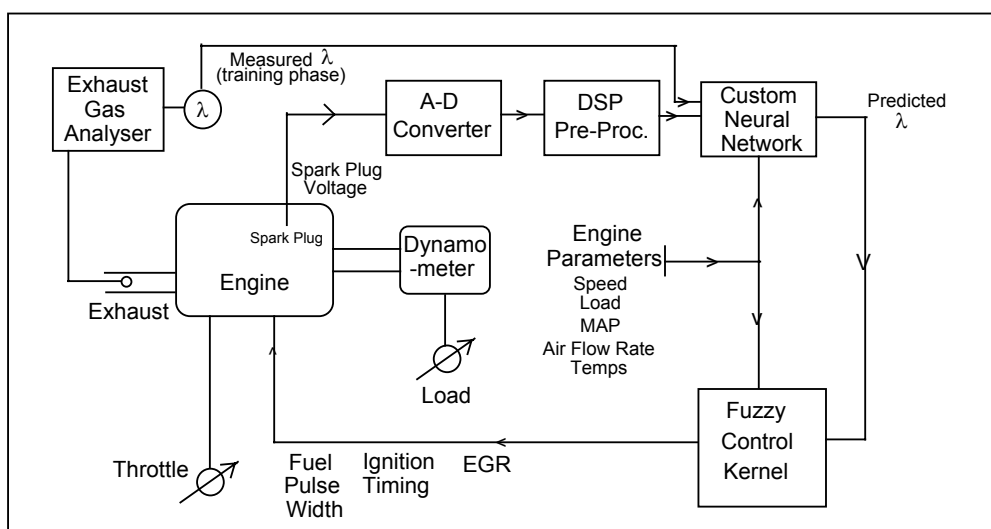 Exhaust
Gas
Analyser
λ
Measured λ
(training phase)
A-D
Converter
DSP
Pre-Proc.
Custom
Neural
Network
Predicted
λ
Spark Plug
Voltage
Spark Plug
Engine
Dynamo
-meter
Exhaust
Load
Engine
Parameters
Speed
Load
MAP
Air Flow Rate
Temps
Fuzzy
Control
Kernel
Throttle
Fuel
Pulse
Width
Ignition
Timing
EGR